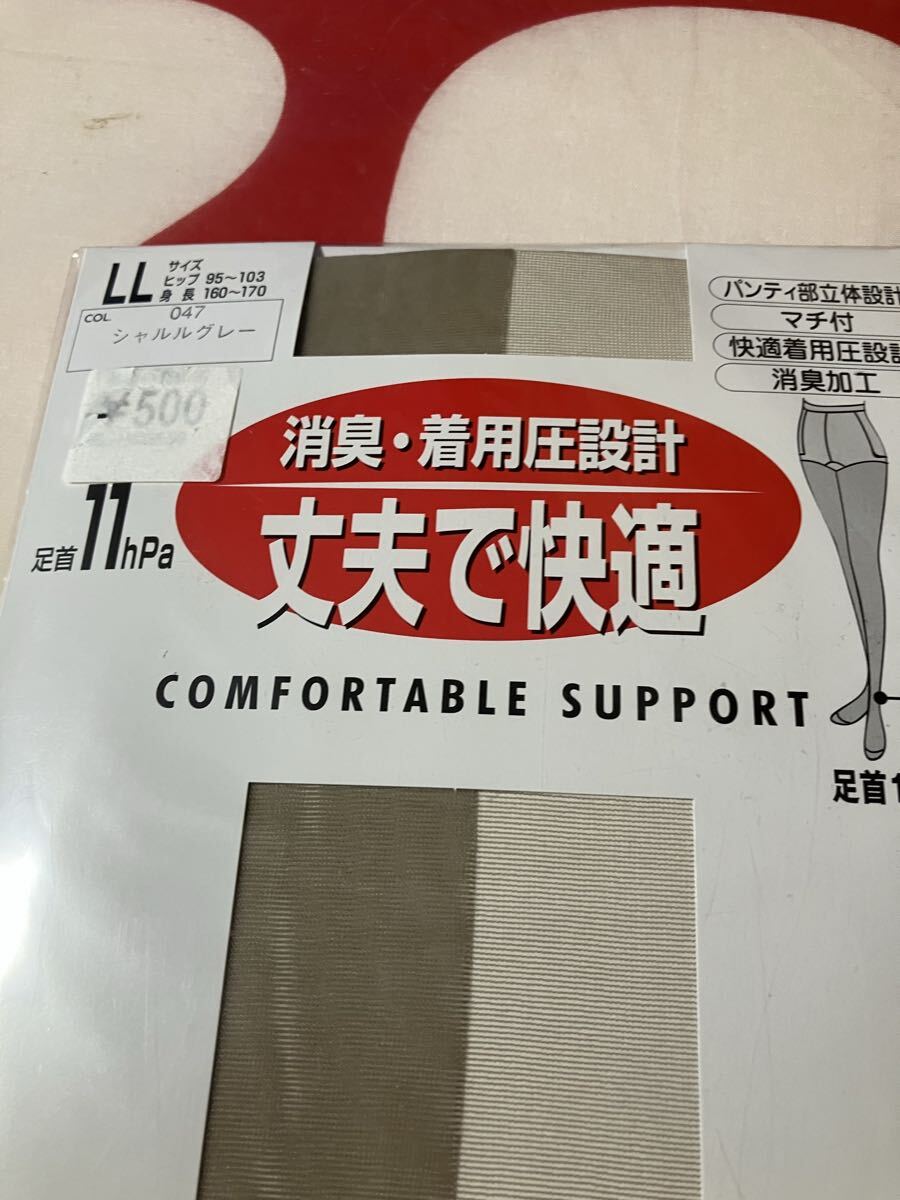 LL サイズ
ヒップ 95～103
身長 160～170
COL. 047
シャルルグレー
¥500
足首11hPa
消臭・着用圧設計
丈夫で快適
COMFORTABLE SUPPORT
パンティ部立体設計
マチ付
快適着用圧設計
消臭加工
足首1